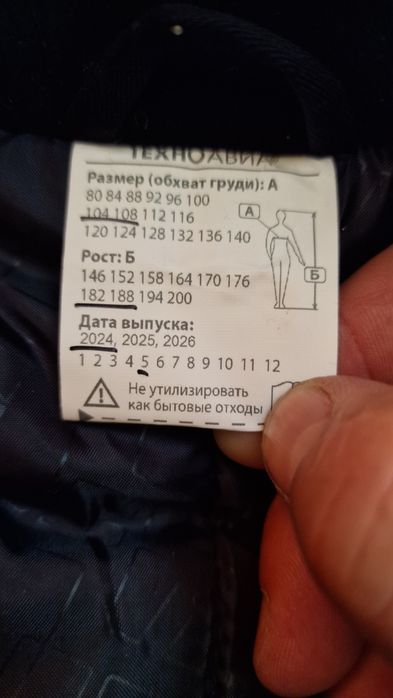 ТЕХНОАВИА®
Размер (обхват груди): А
80 84 88 92 96 100
104 108 112 116
120 124 128 132 136 140
А
Рост: Б
Б
146 152 158 164 170 176
182 188 194 200
Дата выпуска:
2024, 2025, 2026
1 2 3 4 5 6 7 8 9 10 11 12
Не утилизировать
как бытовые отходы